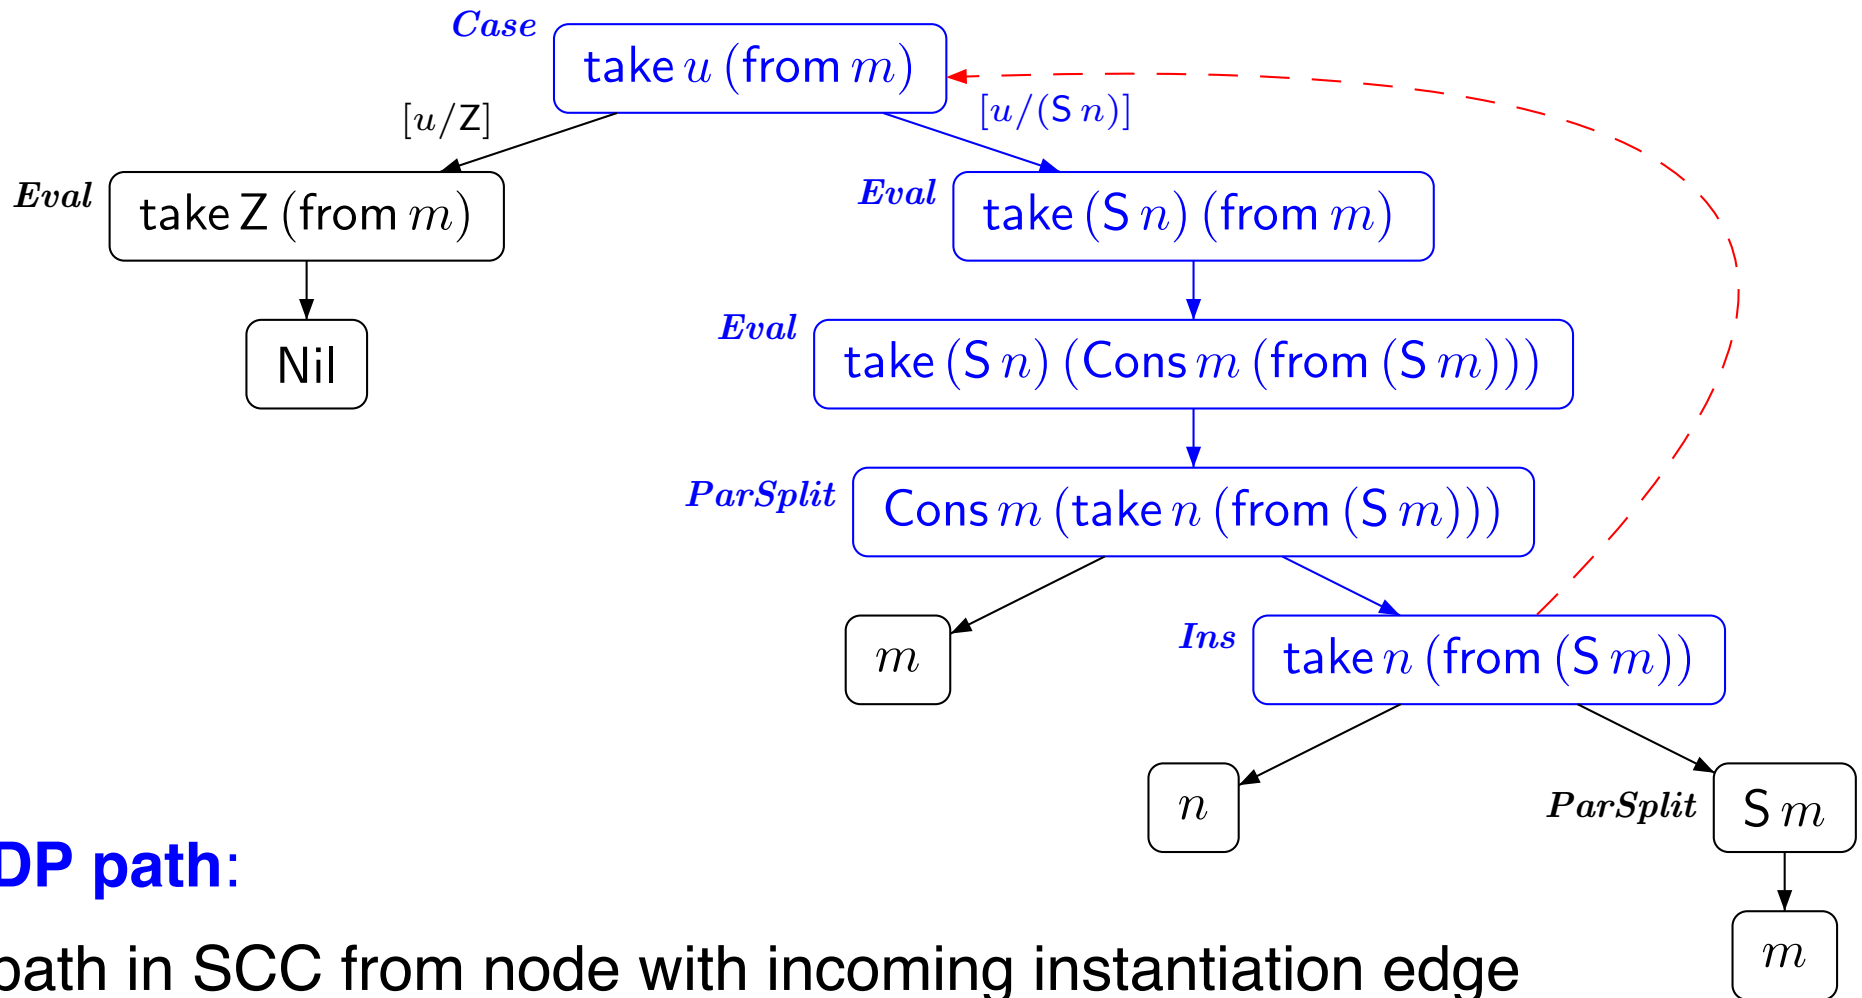 Case
take u (from m)
[u/Z]
[u/(S n)]
Eval
take Z (from m)
Eval
take (S n) (from m)
Nil
Eval
take (S n) (Cons m (from (S m)))
ParSplit
Cons m (take n (from (S m)))
m
Ins
take n (from (S m))
n
ParSplit
S m
DP path:
m
path in SCC from node with incoming instantiation edge